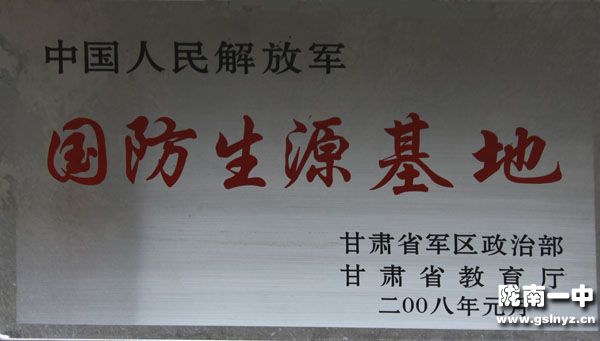 中国人民解放军
国防生源基地
甘肃省军区政治部
甘肃省教育厅
二00八年元月
陇南一中
www.gslnyz.cn